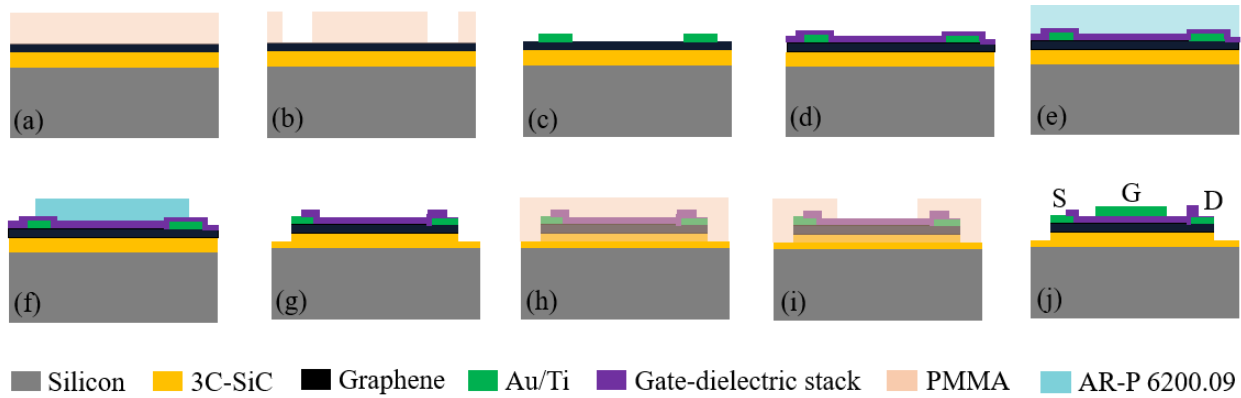 (a)
(b)
(c)
(d)
(e)
(f)
(g)
(h)
(i)
S G D
(j)
Silicon 3C-SiC Graphene Au/Ti Gate-dielectric stack PMMA AR-P 6200.09